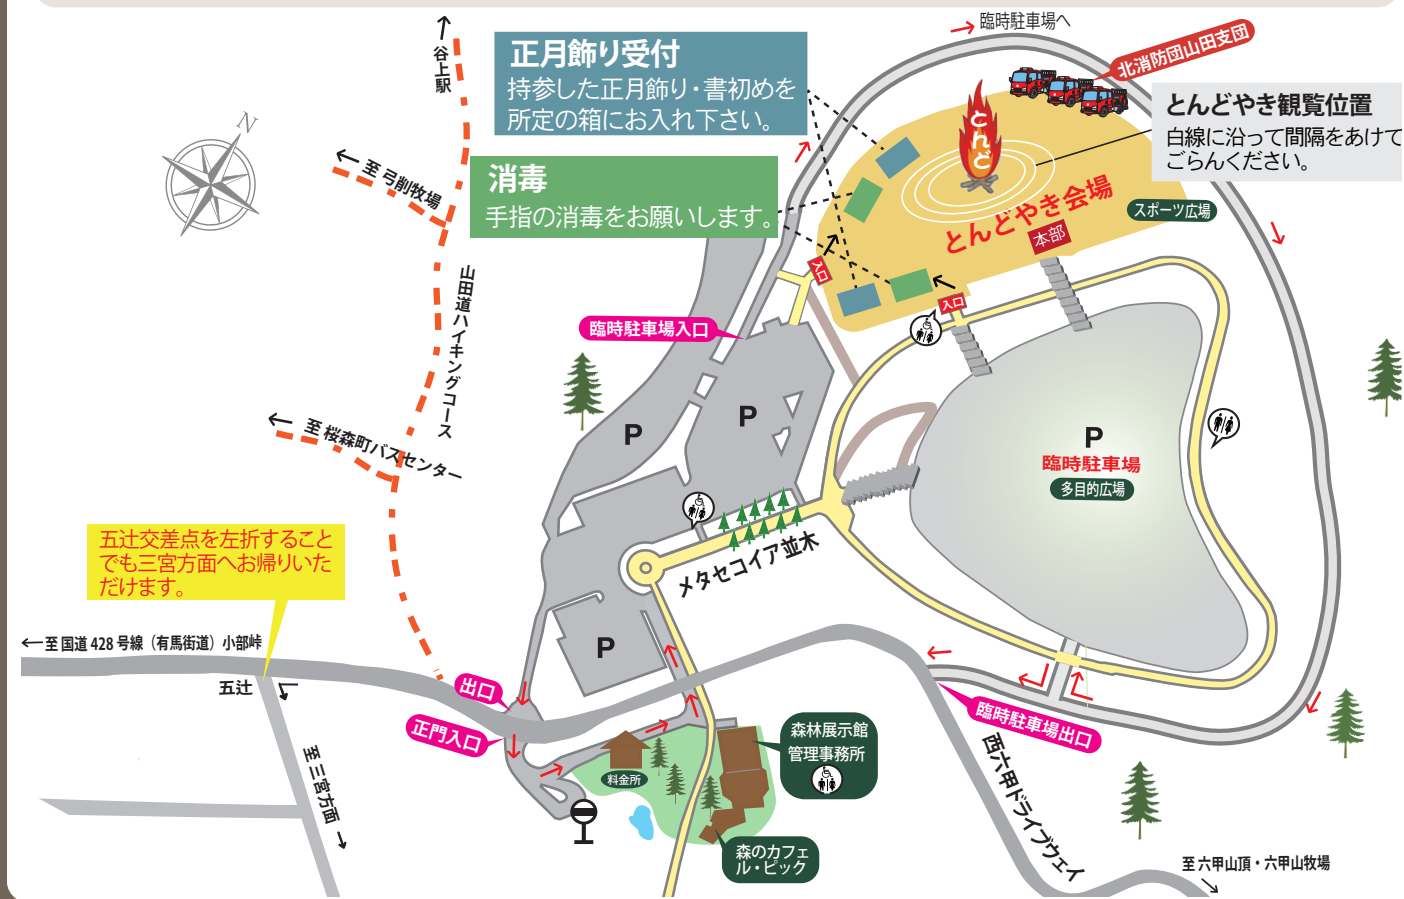 臨時駐車場へ
谷上駅
正月飾り受付
持参した正月飾り・書初めを
所定の箱にお入れ下さい。
北消防団山田支団
とんど
とんどやき観覧位置
白線に沿って間隔をあけて
ごらんください。
N
至 弓削牧場
消毒
手指の消毒をお願いします。
とんどやき会場
スポーツ広場
本部
入口
入口
山田道ハイキングコース
臨時駐車場入口
P
P
P
臨時駐車場
多目的広場
至 桜森町バスセンター
五辻交差点を左折すること
でも三宮方面へお帰りいた
だけます。
メタセコイア並木
至 国道 428 号線（有馬街道）小部峠
P
五辻
出口
正門入口
臨時駐車場出口
森林展示館
管理事務所
料金所
至 三宮方面
西六甲ドライブウェイ
森のカフェ
ル・ピック
至 六甲山頂・六甲山牧場